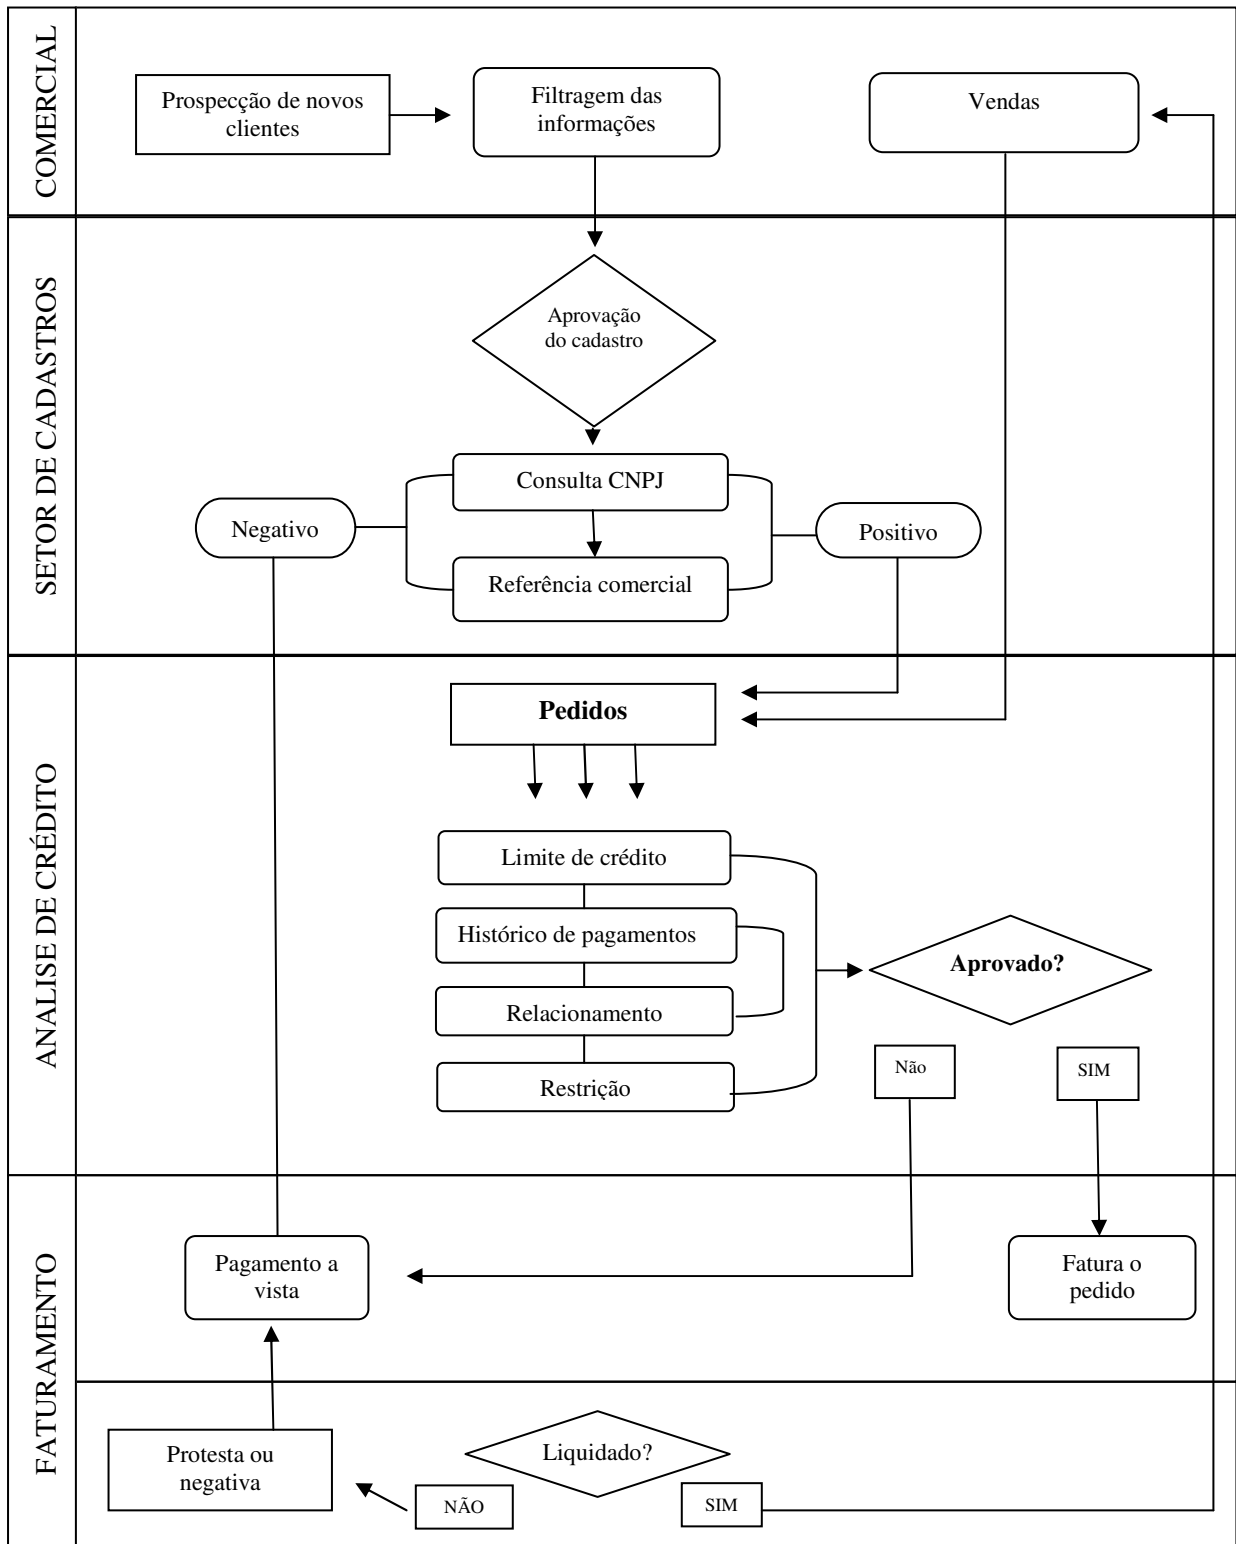 COMERCIAL
Prospecção de novos
clientes
Filtragem das
informações
Vendas
SETOR DE CADASTROS
Aprovação
do cadastro
Consulta CNPJ
Negativo
Positivo
Referência comercial
ANALISE DE CRÉDITO
Pedidos
Limite de crédito
Histórico de pagamentos
Aprovado?
Relacionamento
Não
SIM
Restrição
FATURAMENTO
Pagamento a
vista
Fatura o
pedido
Protesta ou
negativa
Liquidado?
NÃO
SIM